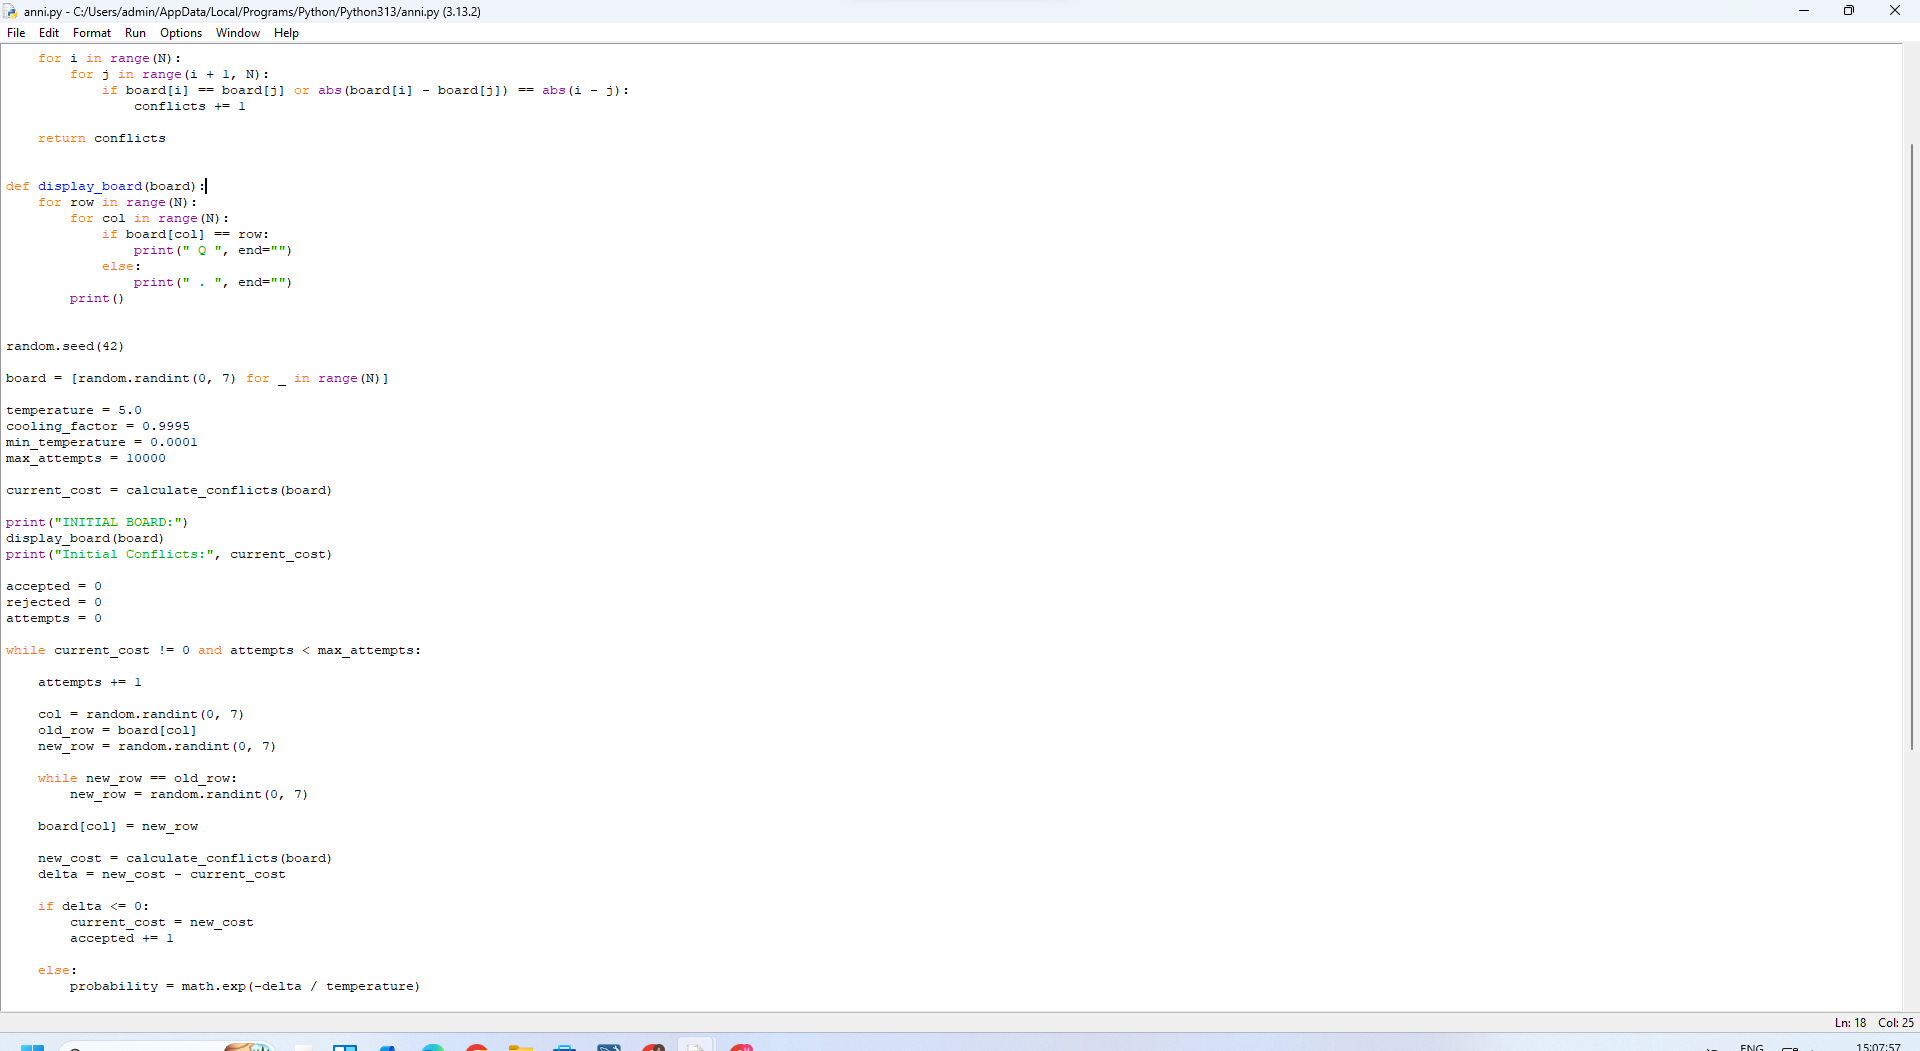 anni.py - C:/Users/admin/AppData/Local/Programs/Python/Python313/anni.py (3.13.2)
File Edit Format Run Options Window Help
    for i in range(N):
        for j in range(i + 1, N):
            if board[i] == board[j] or abs(board[i] - board[j]) == abs(i - j):
                conflicts += 1

    return conflicts


def display_board(board):
    for row in range(N):
        for col in range(N):
            if board[col] == row:
                print(" Q ", end="")
            else:
                print(" . ", end="")
        print()


random.seed(42)

board = [random.randint(0, 7) for _ in range(N)]

temperature = 5.0
cooling_factor = 0.9995
min_temperature = 0.0001
max_attempts = 10000

current_cost = calculate_conflicts(board)

print("INITIAL BOARD:")
display_board(board)
print("Initial Conflicts:", current_cost)

accepted = 0
rejected = 0
attempts = 0

while current_cost != 0 and attempts < max_attempts:

    attempts += 1

    col = random.randint(0, 7)
    old_row = board[col]
    new_row = random.randint(0, 7)

    while new_row == old_row:
        new_row = random.randint(0, 7)

    board[col] = new_row

    new_cost = calculate_conflicts(board)
    delta = new_cost - current_cost

    if delta <= 0:
        current_cost = new_cost
        accepted += 1

    else:
        probability = math.exp(-delta / temperature)
Ln: 18 Col: 25
ENG 15:07:57